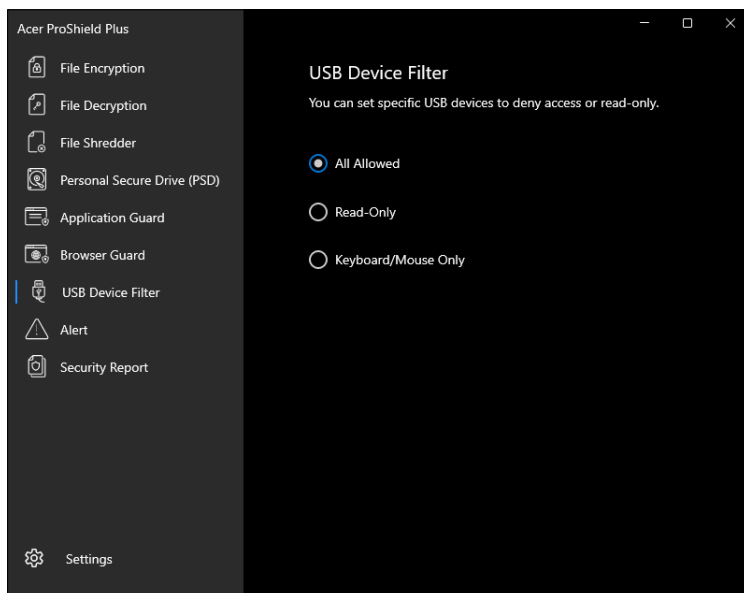 Acer ProShield Plus
File Encryption
File Decryption
File Shredder
Personal Secure Drive (PSD)
Application Guard
Browser Guard
USB Device Filter
Alert
Security Report
Settings
USB Device Filter
You can set specific USB devices to deny access or read-only.
All Allowed
Read-Only
Keyboard/Mouse Only